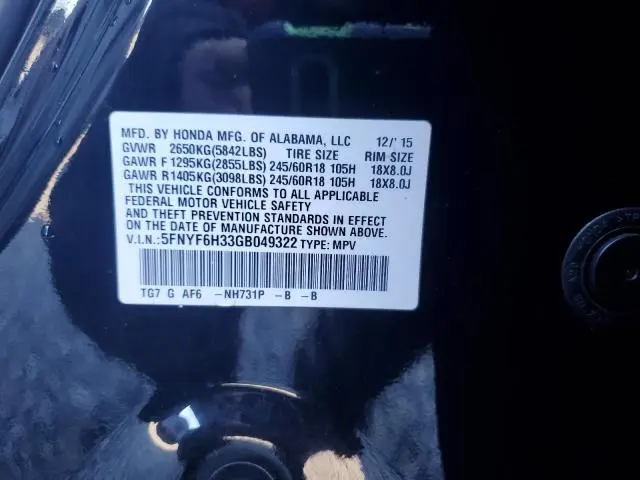 MFD. BY HONDA MFG. OF ALABAMA, LLC 12/'15
GVWR 2650KG(5842LBS) TIRE SIZE RIM SIZE
GAWR F1295KG(2855LBS) 245/60R18 105H 18X8.0J
GAWR R1405KG(3098LBS) 245/60R18 105H 18X8.0J
THIS VEHICLE CONFORMS TO ALL APPLICABLE
FEDERAL MOTOR VEHICLE SAFETY
AND THEFT PREVENTION STANDARDS IN EFFECT
ON THE DATE OF MANUFACTURE SHOWN ABOVE.
V.I.N.:5FNYF6H33GB049322 TYPE: MPV
TG7 G AF6 -NH731P -B -B